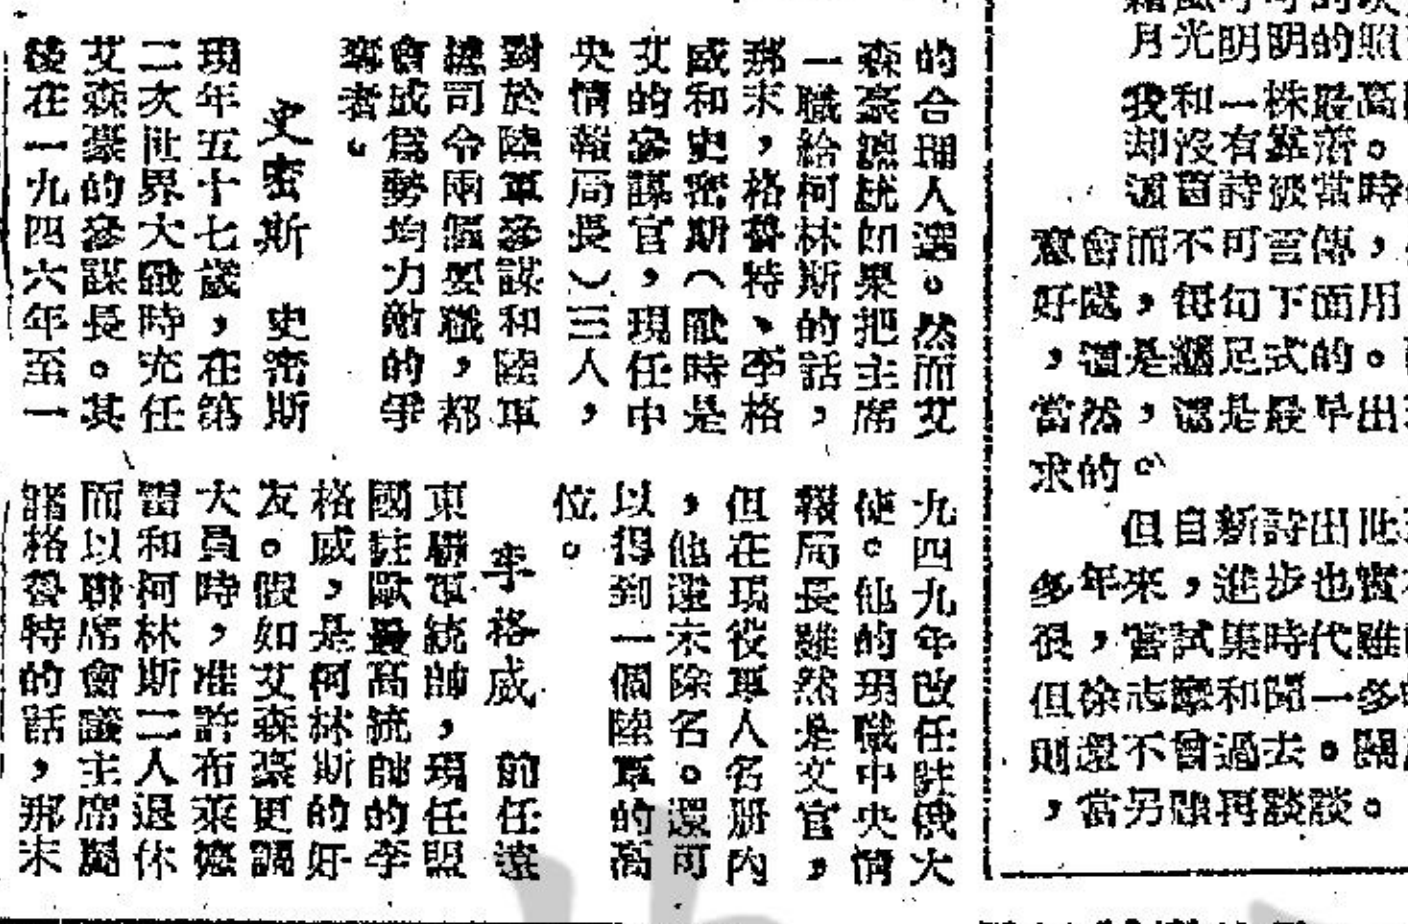 月光明明的照
我和一株最高
却沒有靠着。
這首詩被當時
意會而不可言傳，
好處，每句下面用
，還是纏足式的。
當然，這是最早出
求的。
但自新詩出世
多年來，進步也實
很，嘗試集時代雖
但徐志摩和聞一多
則還不曾過去。關
，當另題再談談。
的合理人選。然而艾
森豪總統如果把主席
一職給柯林斯的話，
那末，格魯特、李格
威和史密斯（戰時是
艾的參謀官，現任中
央情報局長）三人，
對於陸軍參謀和陸軍
總司令兩個要職，都
會成爲勢均力敵的爭
奪者。
史密斯 史密斯
現年五十七歲，在第
二次世界大戰時充任
艾森豪的參謀長。其
後在一九四六年至一
九四九年改任駐俄大
使。他的現職中央情
報局長雖然是文官，
但在現役軍人名册內
，他還未除名。還可
以得到一個陸軍的高
位。
李格威 前任遠
東聯軍統帥，現任盟
國駐歐最高統帥的李
格威，是柯林斯的好
友。假如艾森豪更調
大員時，准許布萊德
雷和柯林斯二人退休
而以聯席會議主席屬
諸格魯特的話，那末